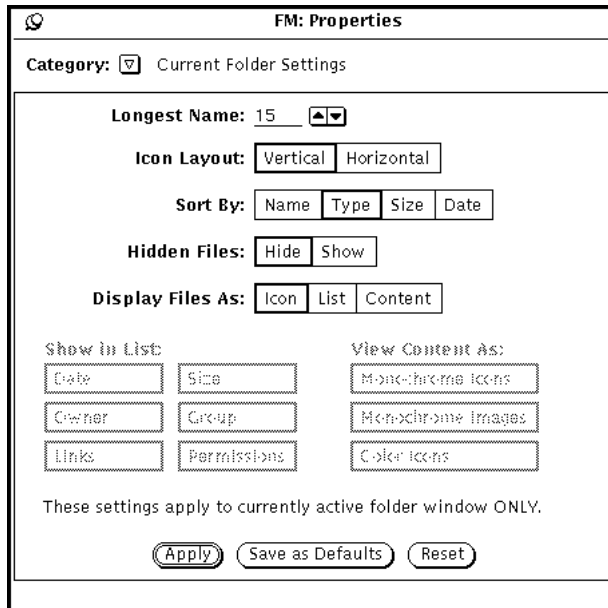 FM: Properties
Category: Current Folder Settings
Longest Name: 15
Icon Layout: Vertical Horizontal
Sort By: Name Type Size Date
Hidden Files: Hide Show
Display Files As: Icon List Content
Show in List: View Content As:
Date Size Monochrome Icons
Owner Group Monochrome Images
Links Permissions Color Icons
These settings apply to currently active folder window ONLY.
Apply Save as Defaults Reset